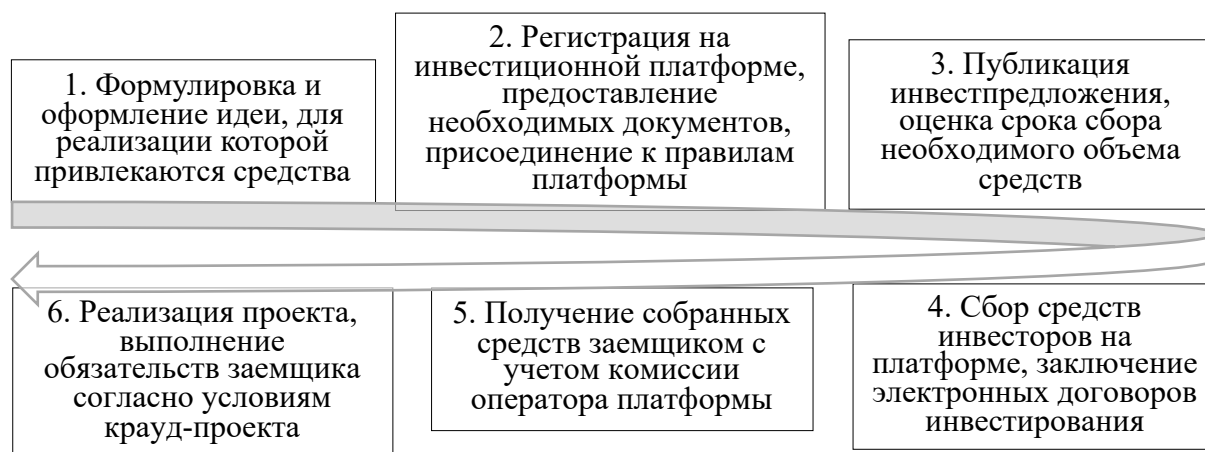 1. Формулировка и
оформление идеи, для
реализации которой
привлекаются средства
2. Регистрация на
инвестиционной платформе,
предоставление
необходимых документов,
присоединение к правилам
платформы
3. Публикация
инвестпредложения,
оценка срока сбора
необходимого объема
средств
4. Сбор средств
инвесторов на
платформе, заключение
электронных договоров
инвестирования
5. Получение собранных
средств заемщиком с
учетом комиссии
оператора платформы
6. Реализация проекта,
выполнение
обязательств заемщика
согласно условиям
крауд-проекта